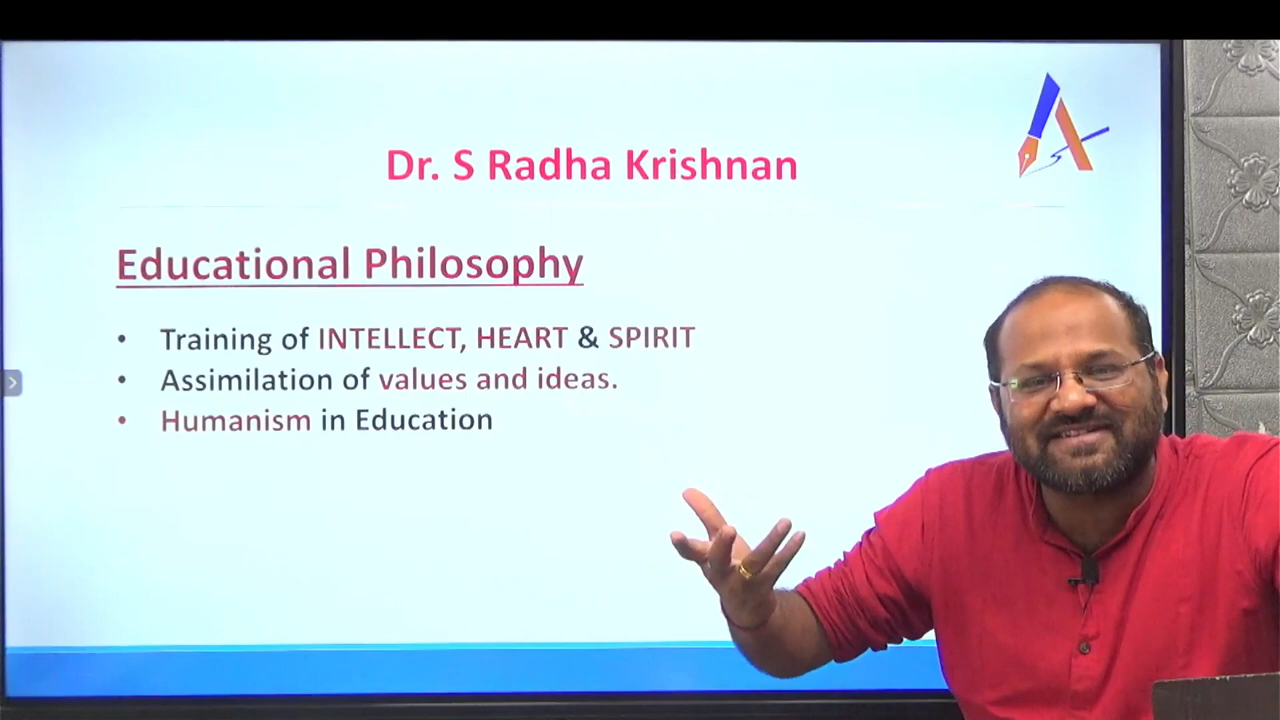 Dr. S Radha Krishnan
Educational Philosophy
• Training of INTELLECT, HEART & SPIRIT
• Assimilation of values and ideas.
• Humanism in Education